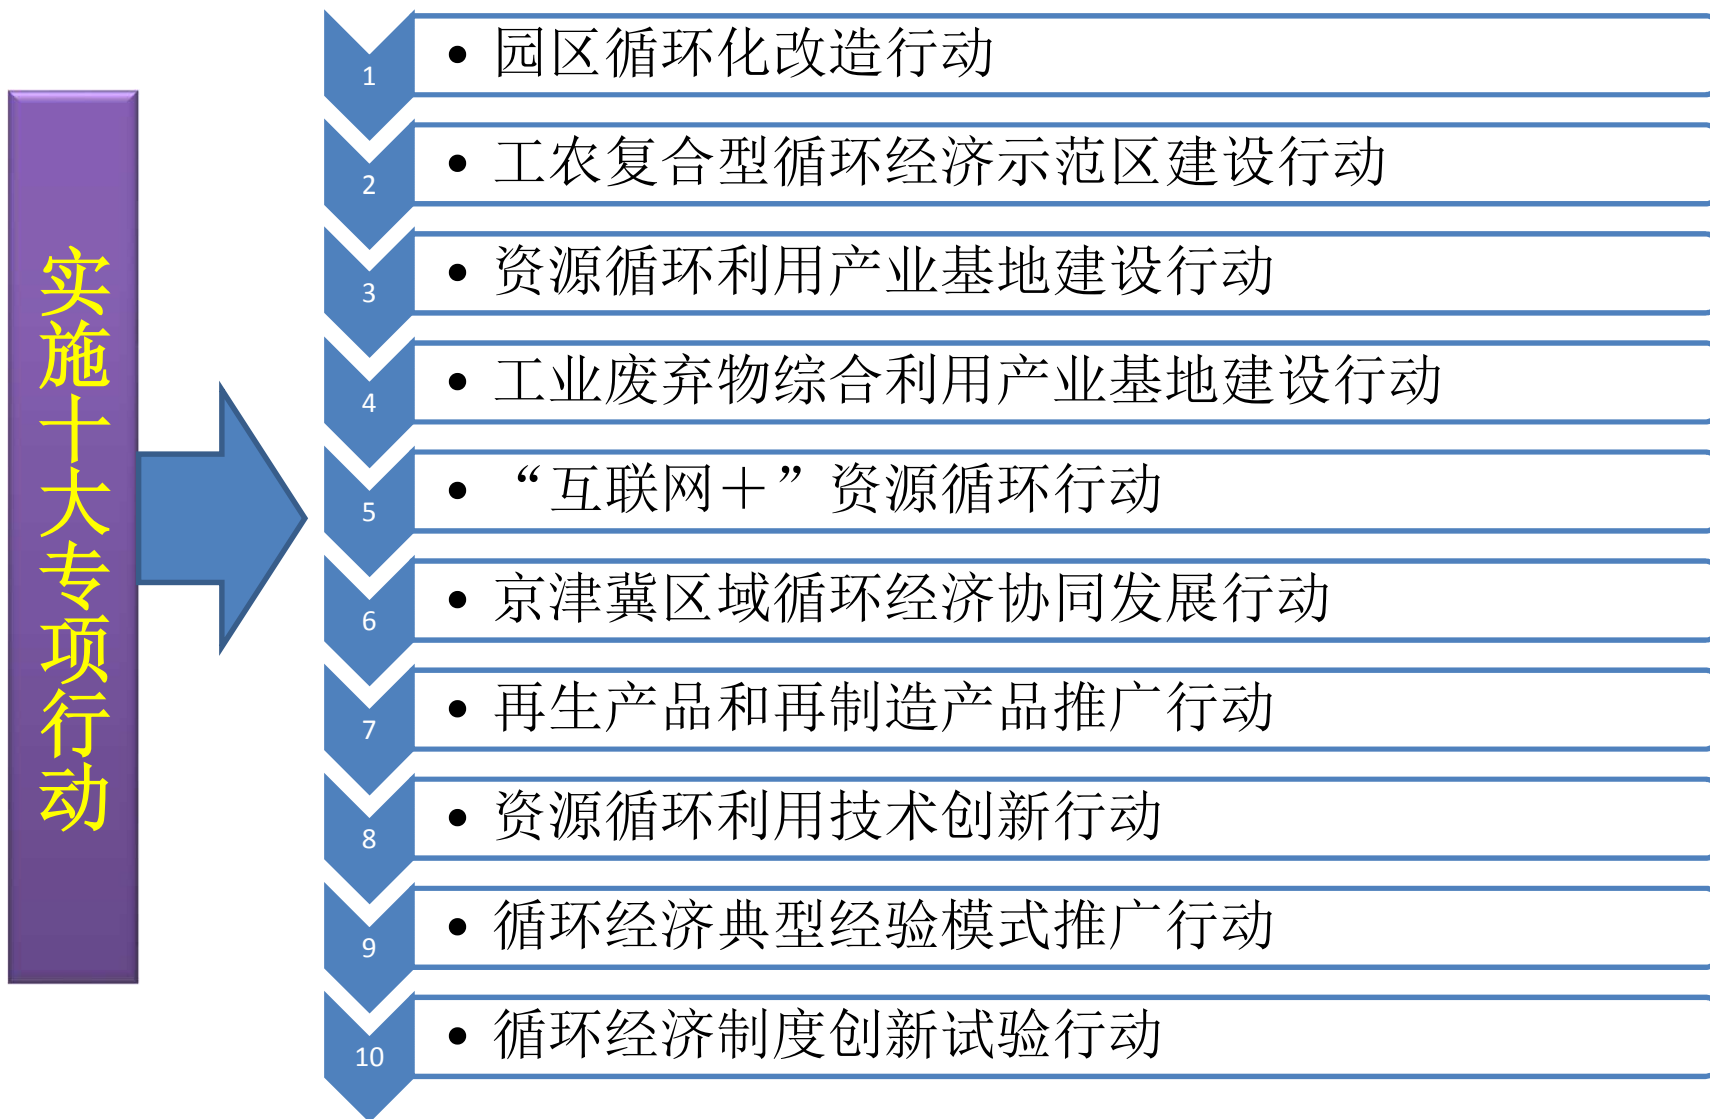 实施十大专项行动
1
• 园区循环化改造行动
2
• 工农复合型循环经济示范区建设行动
3
• 资源循环利用产业基地建设行动
4
• 工业废弃物综合利用产业基地建设行动
5
• “互联网＋”资源循环行动
6
• 京津冀区域循环经济协同发展行动
7
• 再生产品和再制造产品推广行动
8
• 资源循环利用技术创新行动
9
• 循环经济典型经验模式推广行动
10
• 循环经济制度创新试验行动